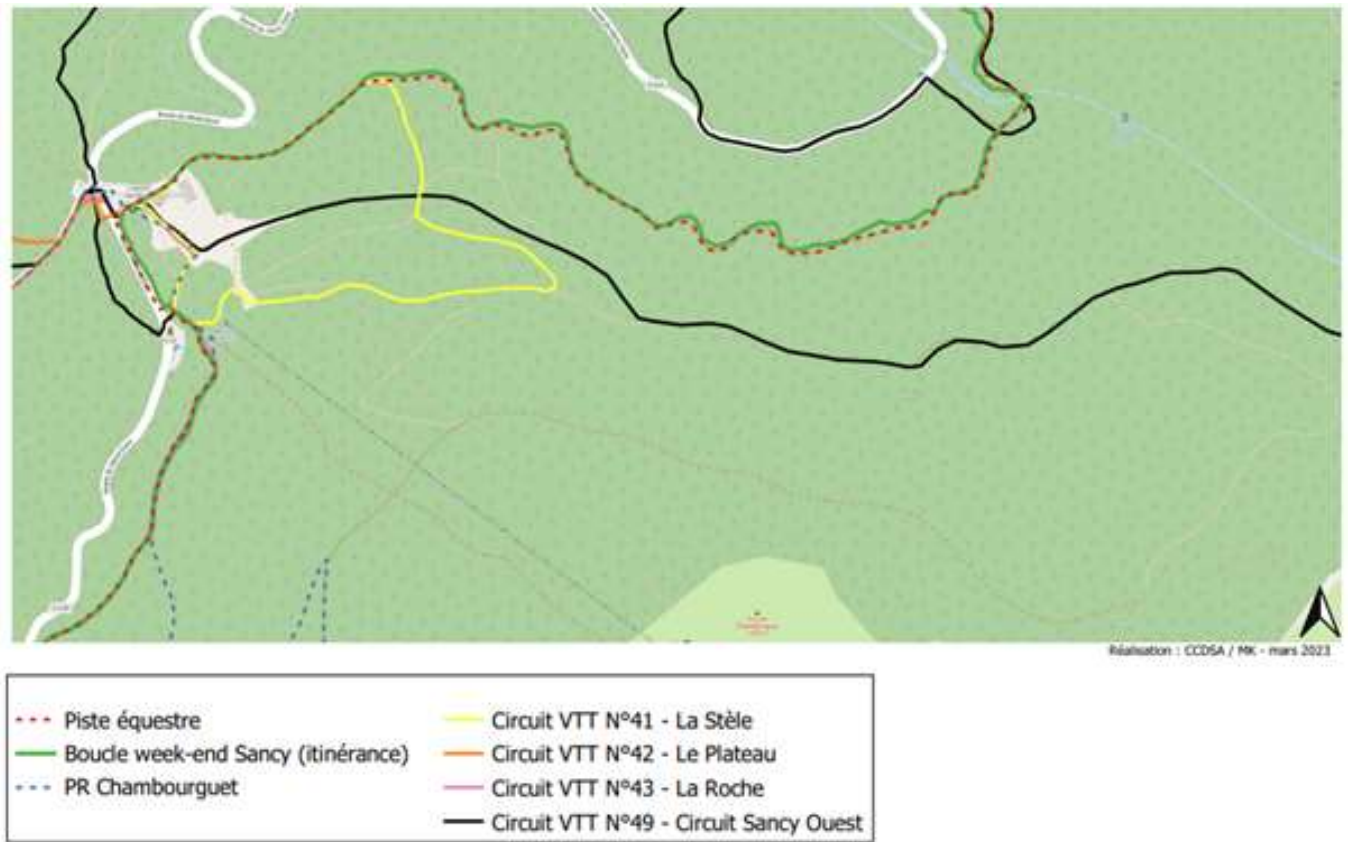 Réalisation : CCDSA / MK - mars 2023
Piste équestre
Boucle week-end Sancy (itinérance)
PR Chambourguet
Circuit VTT N°41 - La Stèle
Circuit VTT N°42 - Le Plateau
Circuit VTT N°43 - La Roche
Circuit VTT N°49 - Circuit Sancy Ouest